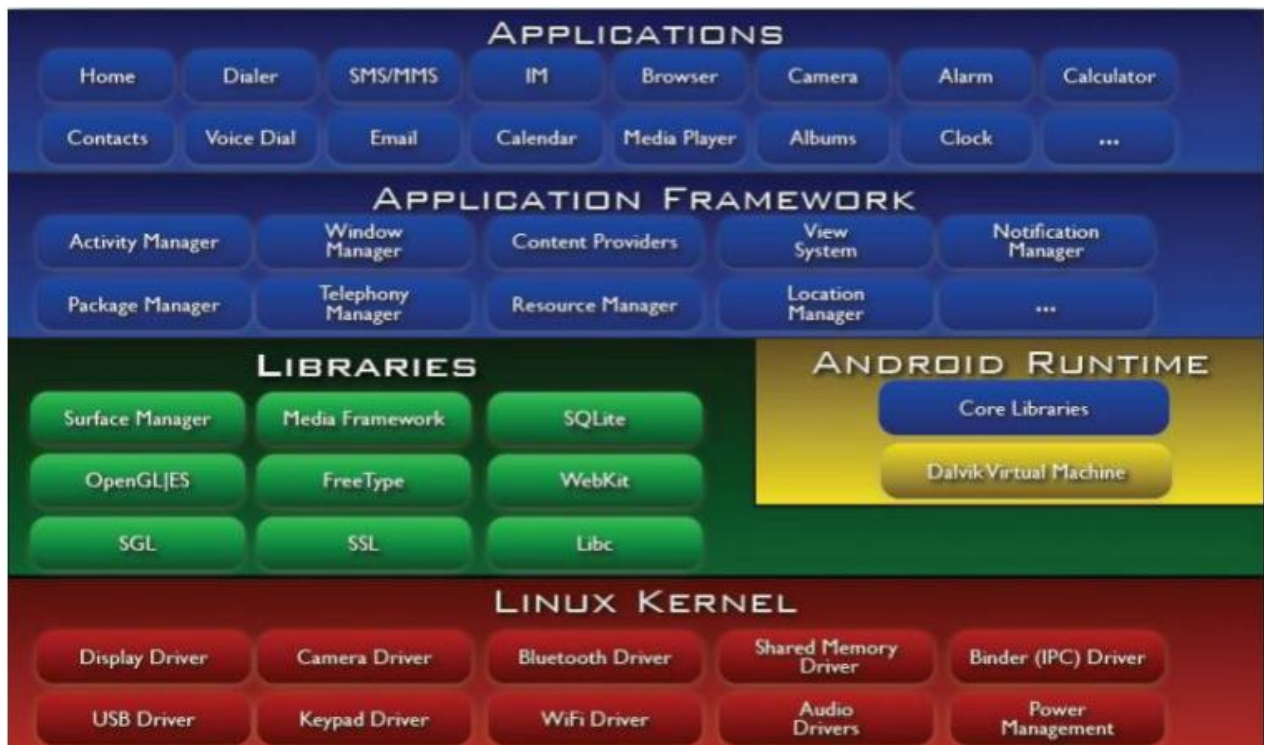 APPLICATIONS
Home Dialer SMS/MMS IM Browser Camera Alarm Calculator
Contacts Voice Dial Email Calendar Media Player Albums Clock ...
APPLICATION FRAMEWORK
Activity Manager Window Manager Content Providers View System Notification Manager
Package Manager Telephony Manager Resource Manager Location Manager ...
LIBRARIES
Surface Manager Media Framework SQLite
OpenGL|ES FreeType WebKit
SGL SSL Libc
ANDROID RUNTIME
Core Libraries
Dalvik Virtual Machine
LINUX KERNEL
Display Driver Camera Driver Bluetooth Driver Shared Memory Driver Binder (IPC) Driver
USB Driver Keypad Driver WiFi Driver Audio Drivers Power Management